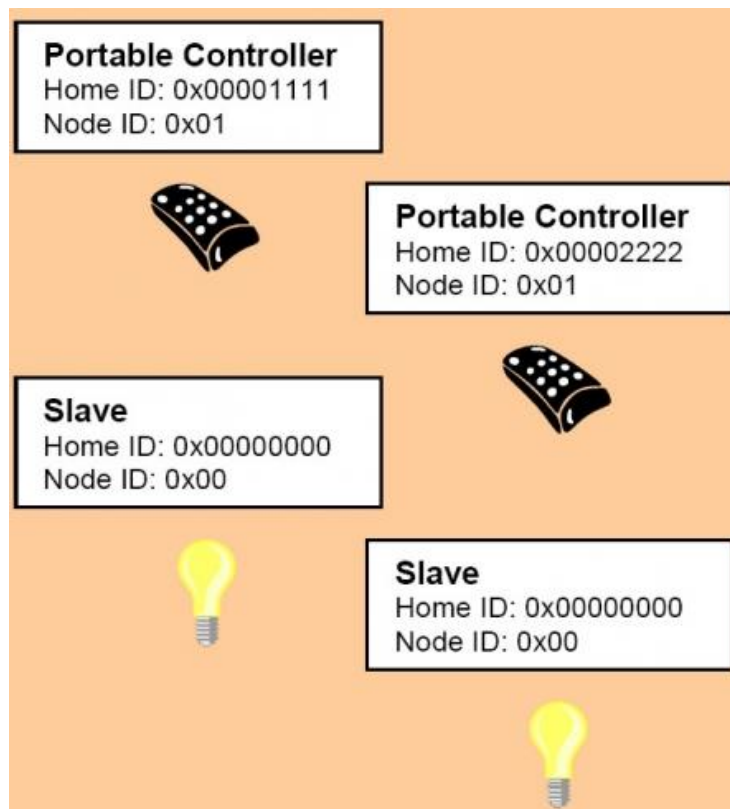 Portable Controller
Home ID: 0x00001111
Node ID: 0x01
Portable Controller
Home ID: 0x00002222
Node ID: 0x01
Slave
Home ID: 0x00000000
Node ID: 0x00
Slave
Home ID: 0x00000000
Node ID: 0x00